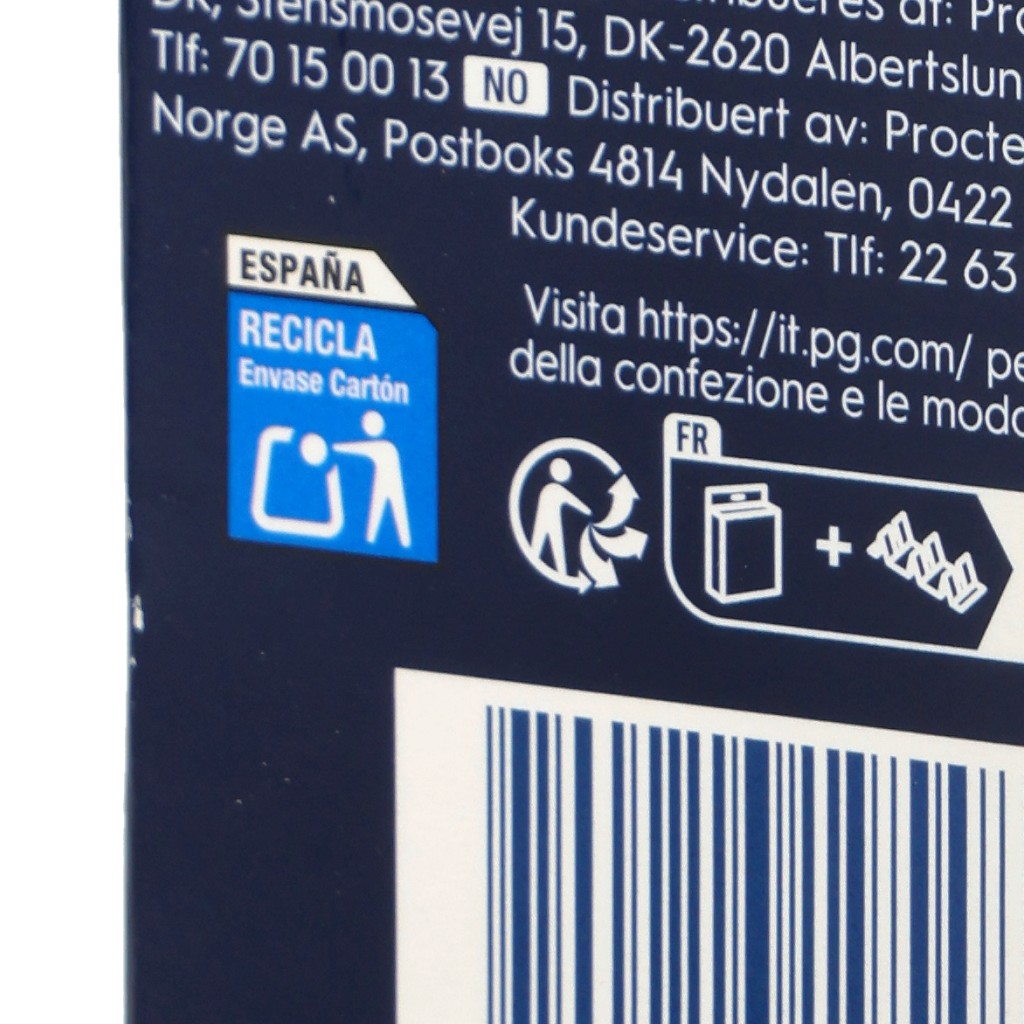 DK, Stensmosevej 15, DK-2620 Albertslun
Tlf: 70 15 00 13 NO Distribuert av: Procte
Norge AS, Postboks 4814 Nydalen, 0422
Kundeservice: Tlf: 22 63
Visita https://it.pg.com/ pe
della confezione e le moda
ESPAÑA
RECICLA
Envase Cartón
FR
+